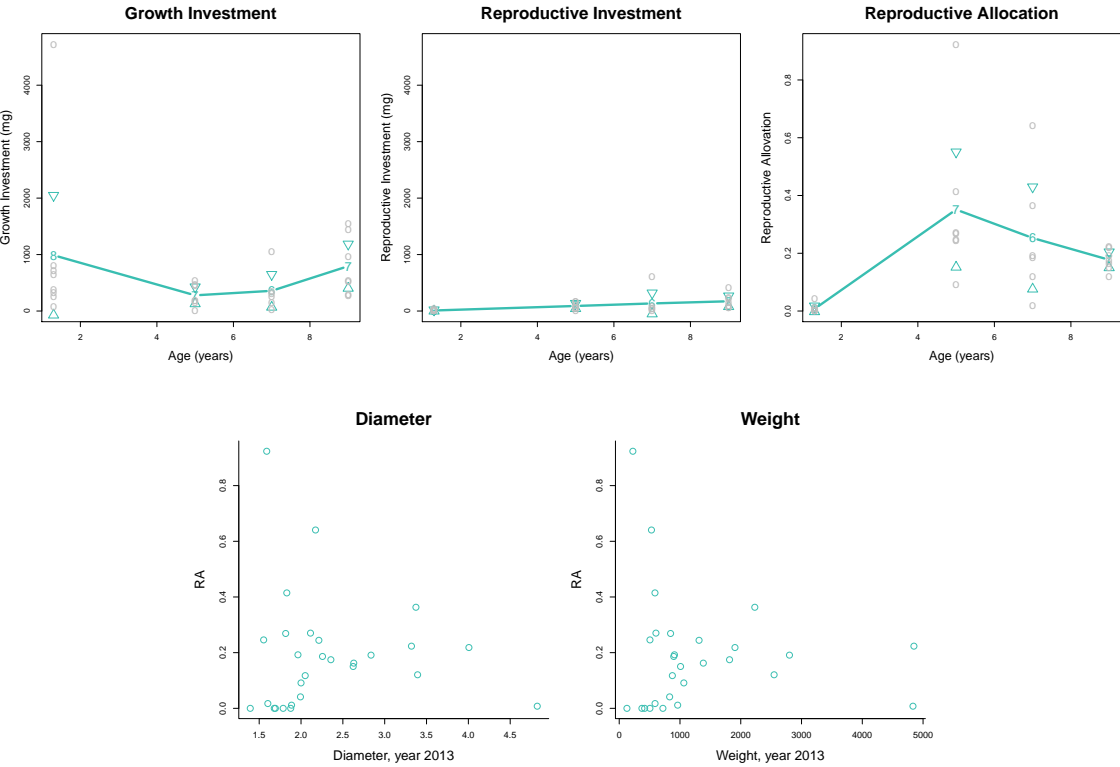 Growth Investment
Growth Investment (mg)
4000
3000
2000
1000
0
8
7
6
7
2 4 6 8
Age (years)
Reproductive Investment
Reproductive Investment (mg)
4000
3000
2000
1000
0
2 4 6 8
Age (years)
Reproductive Allocation
Reproductive Allovation
0.8
0.6
0.4
0.2
0.0
7
6
2 4 6 8
Age (years)
Diameter
RA
0.8
0.6
0.4
0.2
0.0
1.5 2.0 2.5 3.0 3.5 4.0 4.5
Diameter, year 2013
Weight
RA
0.8
0.6
0.4
0.2
0.0
0 1000 2000 3000 4000 5000
Weight, year 2013